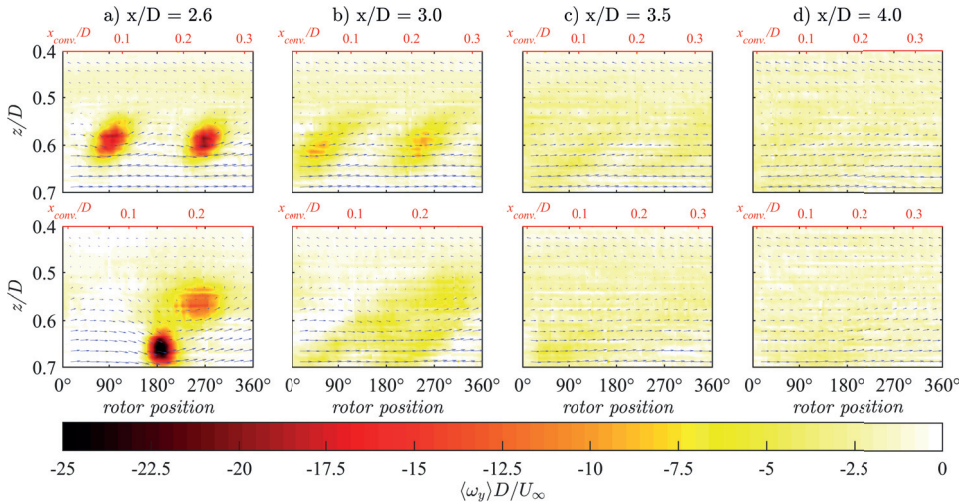 a) x/D = 2.6 b) x/D = 3.0 c) x/D = 3.5 d) x/D = 4.0
x_conv./D 0.1 0.2 0.3 x_conv./D 0.1 0.2 0.3 x_conv./D 0.1 0.2 0.3 x_conv./D 0.1 0.2 0.3
0.4
0.5
z/D
0.6
0.7
x_conv./D 0.1 0.2 x_conv./D 0.1 0.2 x_conv./D 0.1 0.2 0.3 x_conv./D 0.1 0.2 0.3
0.4
0.5
z/D
0.6
0.7
0° 90° 180° 270° 360° 0° 90° 180° 270° 360° 0° 90° 180° 270° 360° 0° 90° 180° 270° 360°
rotor position rotor position rotor position rotor position
-25 -22.5 -20 -17.5 -15 -12.5 -10 -7.5 -5 -2.5 0
⟨ω_y⟩D/U_∞